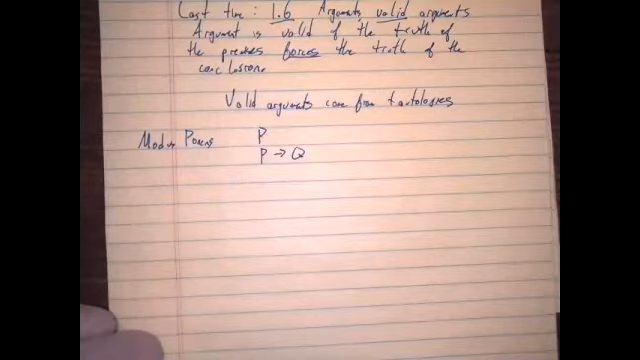 Last time: 1.6 Arguments valid arguments
Argument is valid if the truth of
the premises forces the truth of the
conclusion.
Valid arguments come from tautologies
Modus Ponens P
P → Q